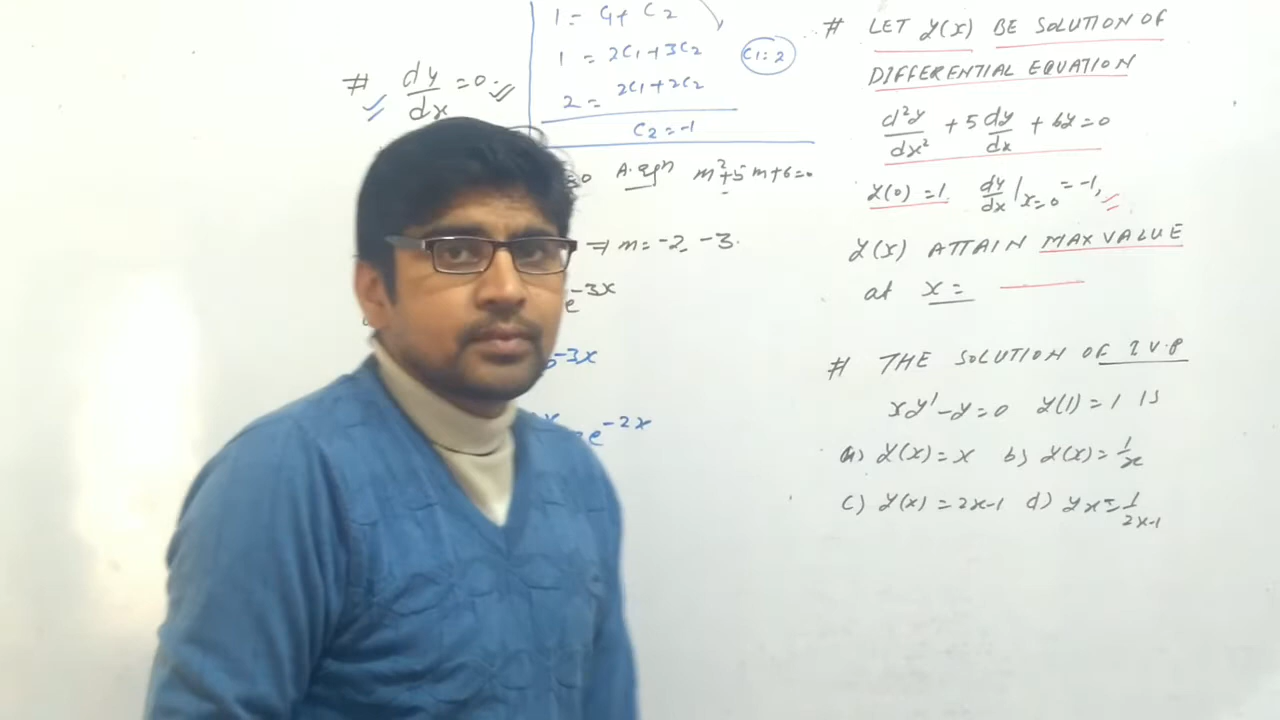 1 = C1 + C2
1 = 2C1 + 3C2
C1 = 2
2 = 2C1 + 2C2
C2 = -1
# dy/dx = 0
=0 A. eqn m²+5m+6=0
⇒ m = -2, -3.
e^-3x
e^-3x
e^-2x
# LET Y(X) BE SOLUTION OF
DIFFERENTIAL EQUATION
d²y/dx² + 5 dy/dx + 6y = 0
Y(0) = 1. dy/dx|x=0 = -1,
Y(X) ATTAIN MAX VALUE
at x =
# THE SOLUTION OF I V.P
xy' - y = 0 Y(1) = 1 IS
a) Y(x) = x b) Y(x) = 1/x
c) Y(x) = 2x-1 d) Yx = 1/2x-1